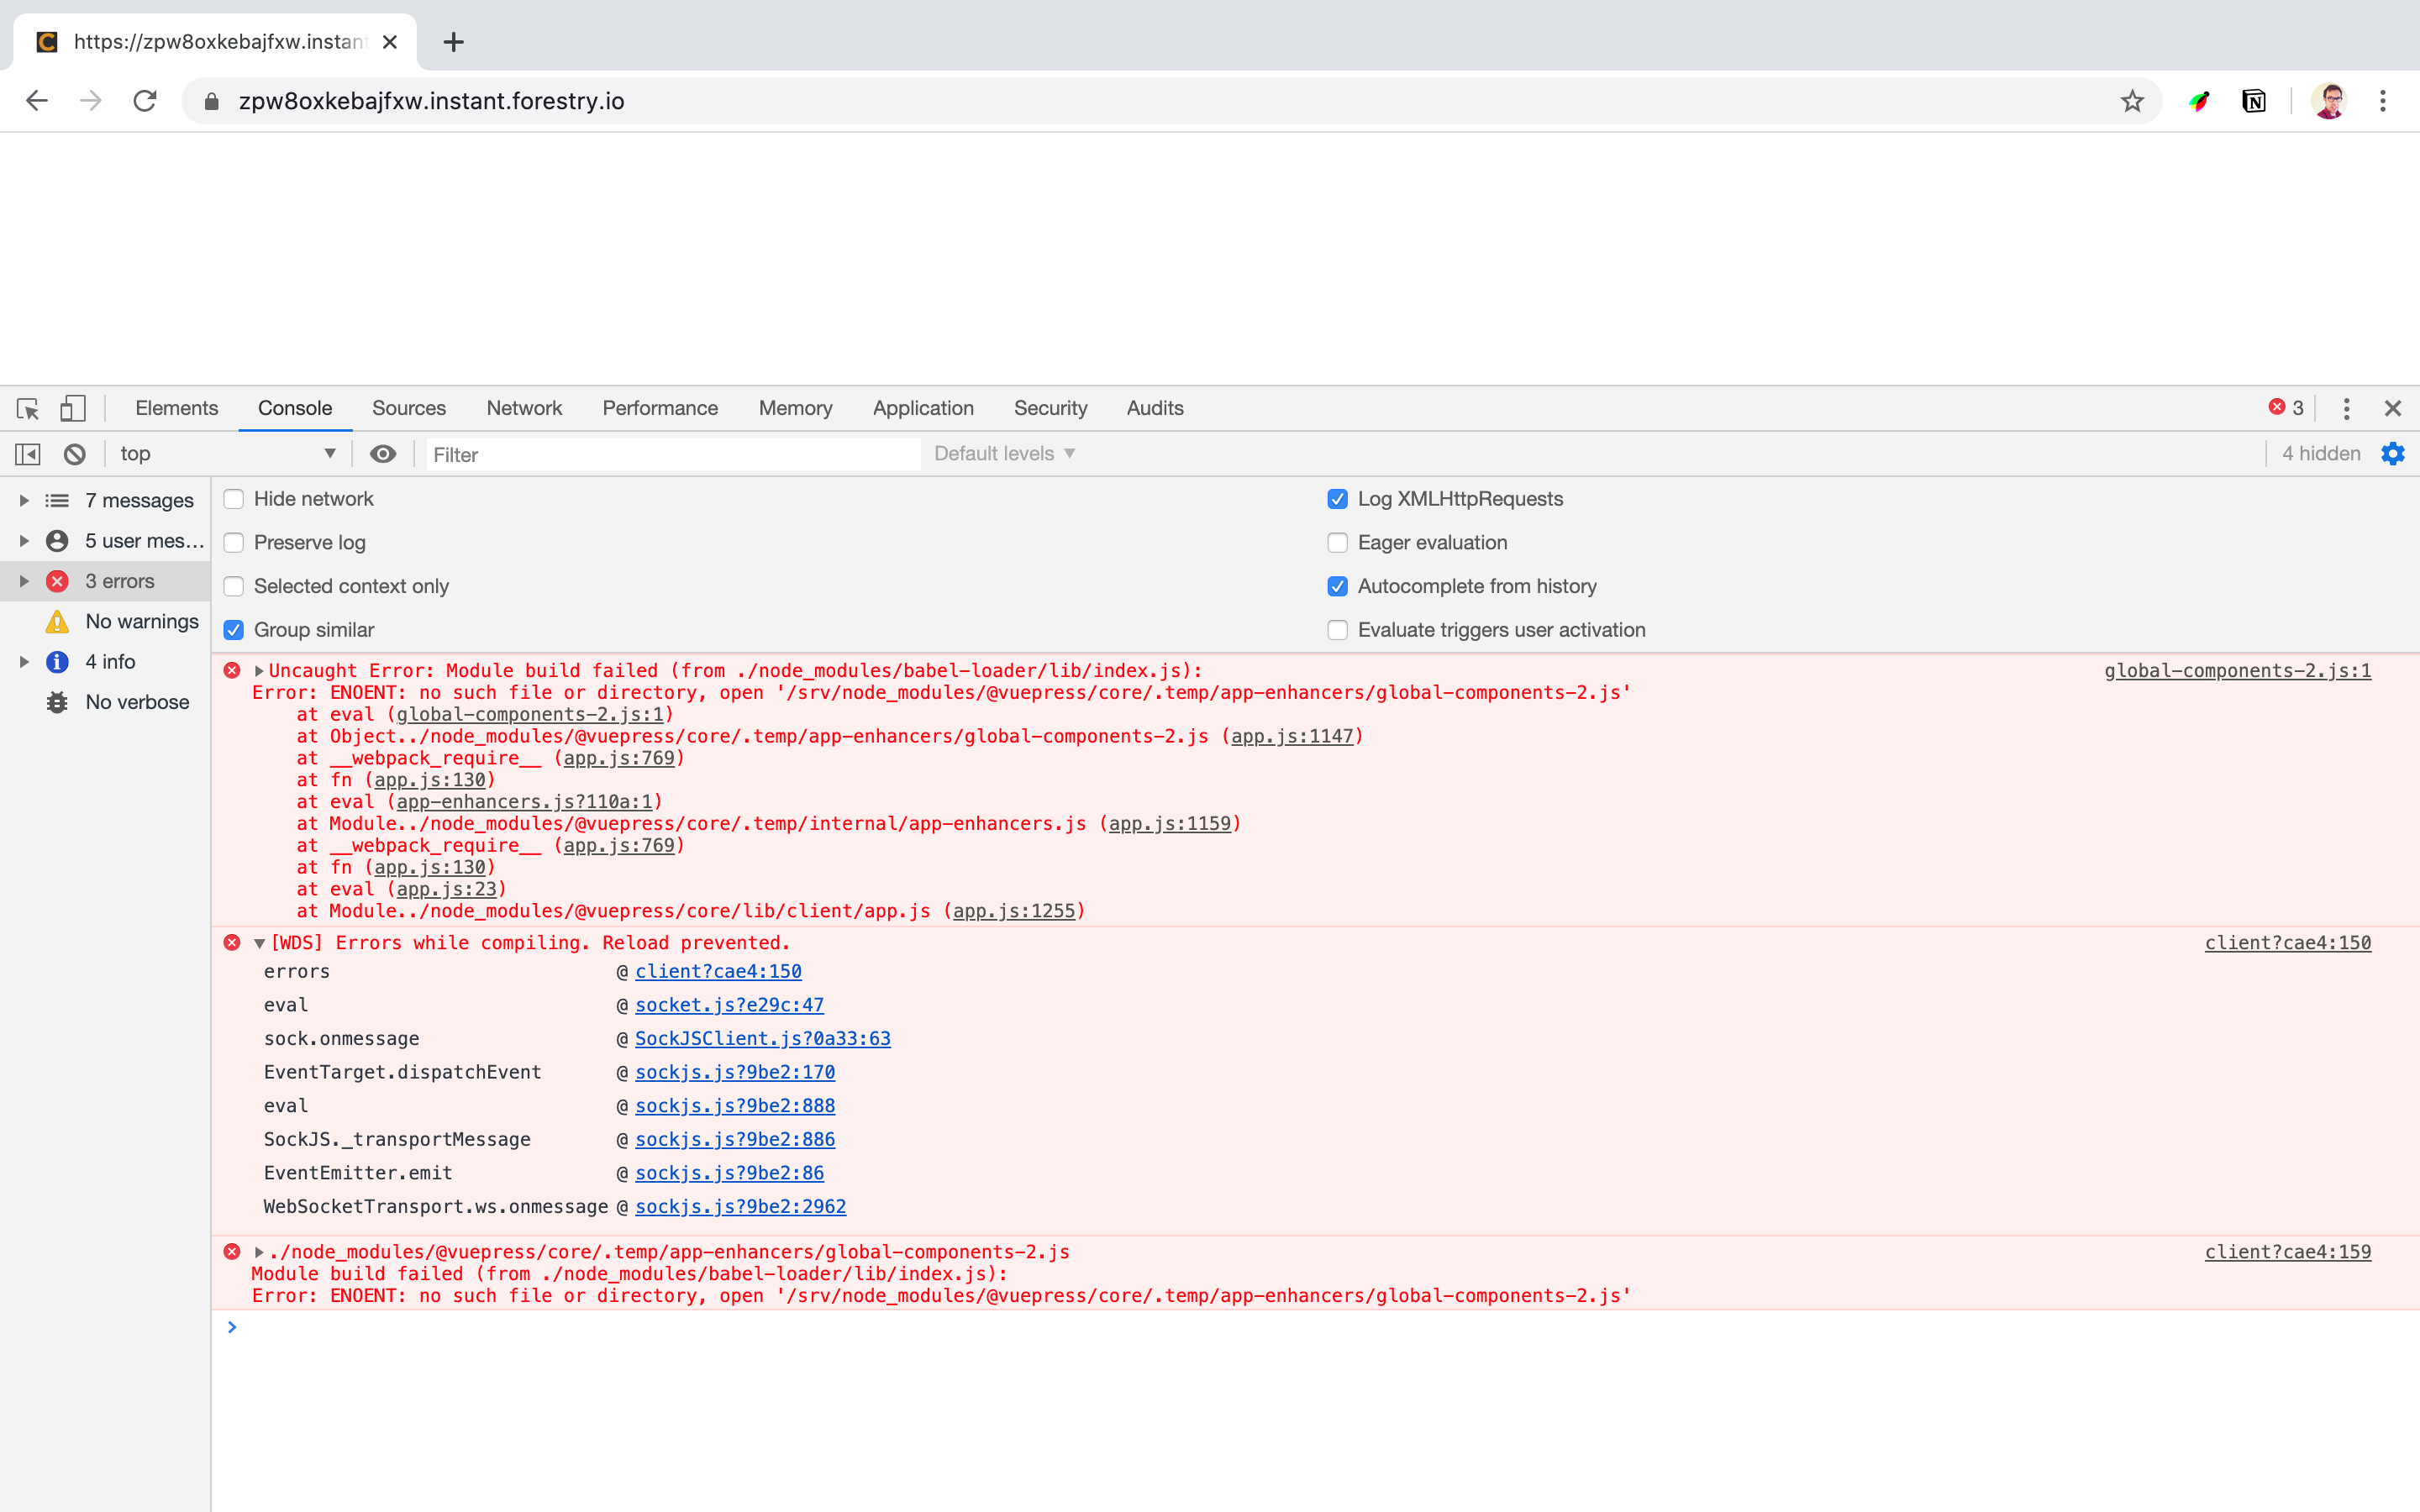 https://zpw8oxkebajfxw.instant
zpw8oxkebajfxw.instant.forestry.io
Elements Console Sources Network Performance Memory Application Security Audits 3
top Filter Default levels 4 hidden
7 messages
5 user mes...
3 errors
No warnings
4 info
No verbose
Hide network
Preserve log
Selected context only
Group similar
Log XMLHttpRequests
Eager evaluation
Autocomplete from history
Evaluate triggers user activation
Uncaught Error: Module build failed (from ./node_modules/babel-loader/lib/index.js): global-components-2.js:1
Error: ENOENT: no such file or directory, open '/srv/node_modules/@vuepress/core/.temp/app-enhancers/global-components-2.js'
at eval (global-components-2.js:1)
at Object../node_modules/@vuepress/core/.temp/app-enhancers/global-components-2.js (app.js:1147)
at __webpack_require__ (app.js:769)
at fn (app.js:130)
at eval (app-enhancers.js?110a:1)
at Module../node_modules/@vuepress/core/.temp/internal/app-enhancers.js (app.js:1159)
at __webpack_require__ (app.js:769)
at fn (app.js:130)
at eval (app.js:23)
at Module../node_modules/@vuepress/core/lib/client/app.js (app.js:1255)
[WDS] Errors while compiling. Reload prevented. client?cae4:150
errors @ client?cae4:150
eval @ socket.js?e29c:47
sock.onmessage @ SockJSClient.js?0a33:63
EventTarget.dispatchEvent @ sockjs.js?9be2:170
eval @ sockjs.js?9be2:888
SockJS._transportMessage @ sockjs.js?9be2:886
EventEmitter.emit @ sockjs.js?9be2:86
WebSocketTransport.ws.onmessage @ sockjs.js?9be2:2962
./node_modules/@vuepress/core/.temp/app-enhancers/global-components-2.js client?cae4:159
Module build failed (from ./node_modules/babel-loader/lib/index.js):
Error: ENOENT: no such file or directory, open '/srv/node_modules/@vuepress/core/.temp/app-enhancers/global-components-2.js'